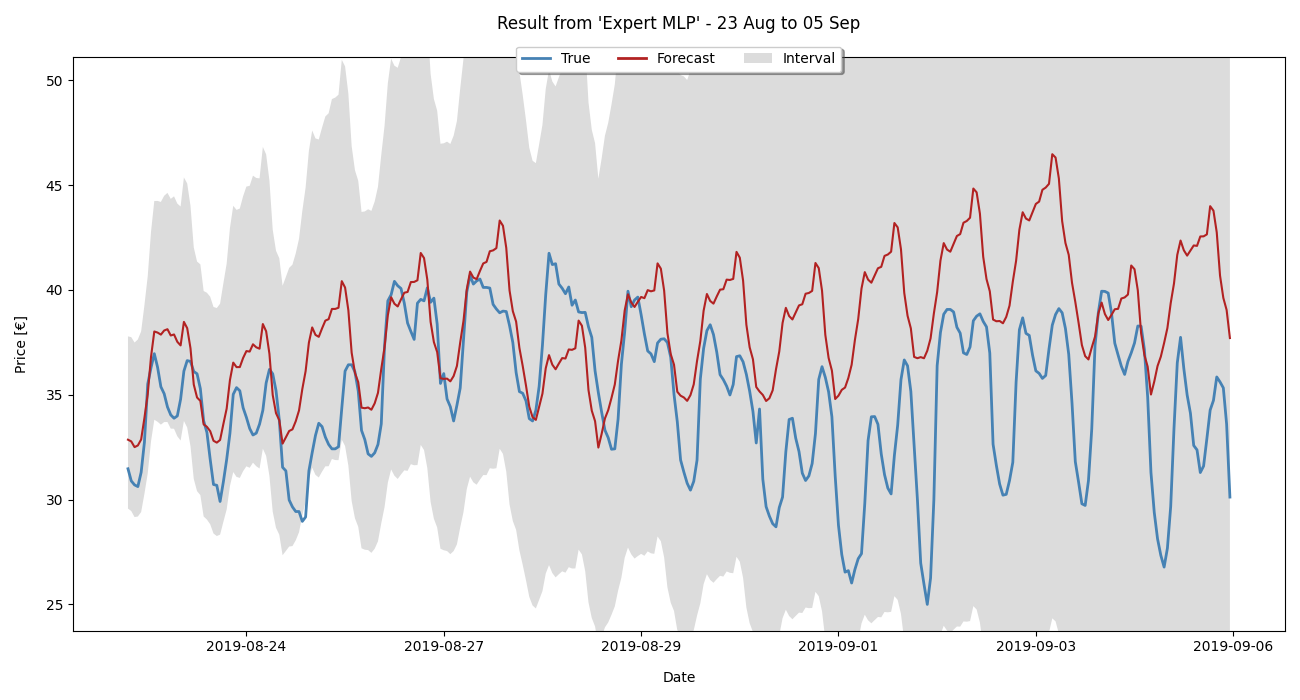 Result from 'Expert MLP' - 23 Aug to 05 Sep
True Forecast Interval
50
45
40
35
30
25
Price [€]
2019-08-24 2019-08-27 2019-08-29 2019-09-01 2019-09-03 2019-09-06
Date